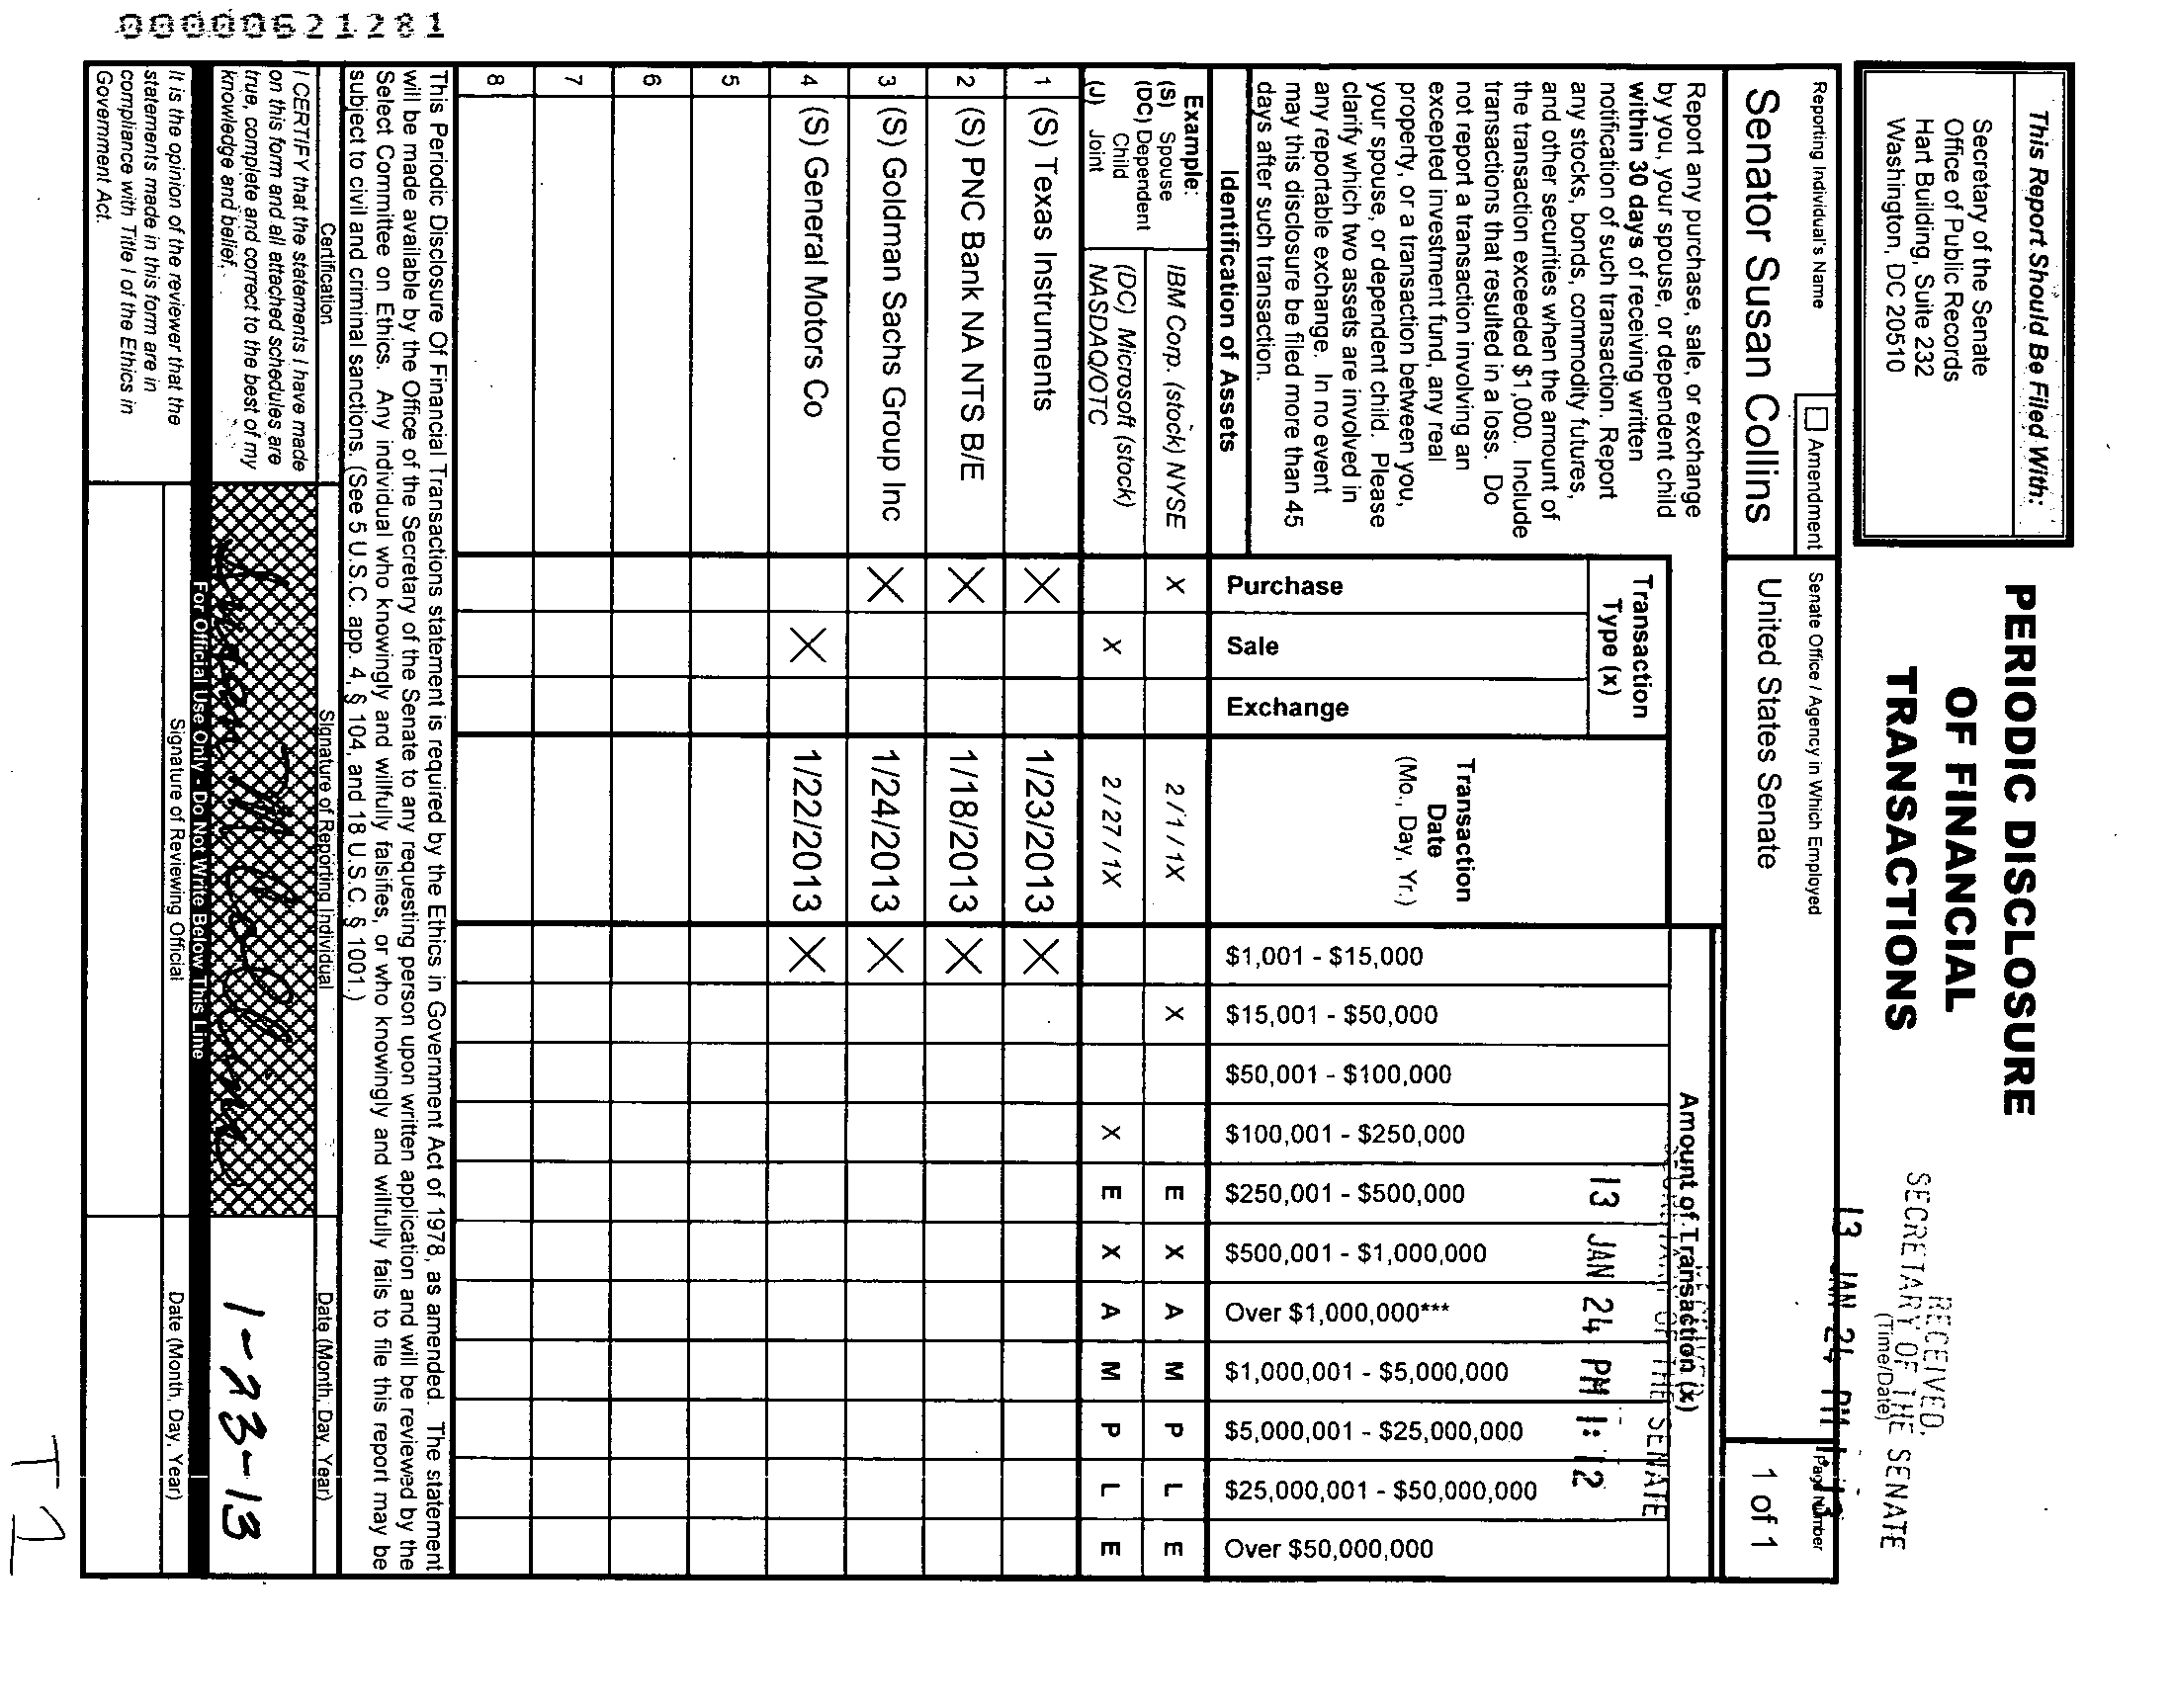 This Report Should Be Filed With:
Secretary of the Senate
Office of Public Records
Hart Building, Suite 232
Washington, DC 20510
PERIODIC DISCLOSURE
OF FINANCIAL
TRANSACTIONS
RECEIVED
SECRETARY OF THE SENATE
(Time/Date)
13 JAN 24 PM
Reporting Individual's Name
Amendment
Senate Office / Agency in Which Employed
Page Number
Senator Susan Collins
United States Senate
1 of 1
Report any purchase, sale, or exchange
by you, your spouse, or dependent child
within 30 days of receiving written
notification of such transaction. Report
any stocks, bonds, commodity futures,
and other securities when the amount of
the transaction exceeded $1,000. Include
transactions that resulted in a loss. Do
not report a transaction involving an
excepted investment fund, any real
property, or a transaction between you,
your spouse, or dependent child. Please
clarify which two assets are involved in
any reportable exchange. In no event
may this disclosure be filed more than 45
days after such transaction.
Identification of Assets
Transaction
Type (x)
Purchase
Sale
Exchange
Transaction
Date
(Mo., Day, Yr.)
Amount of Transaction (x)
OF THE SENATE
13 JAN 24 PM 1:12
$1,001 - $15,000
$15,001 - $50,000
$50,001 - $100,000
$100,001 - $250,000
$250,001 - $500,000
$500,001 - $1,000,000
Over $1,000,000***
$1,000,001 - $5,000,000
$5,000,001 - $25,000,000
$25,000,001 - $50,000,000
Over $50,000,000
Example:
(S) Spouse
(DC) Dependent
Child
(J) Joint
IBM Corp. (stock) NYSE X 2 / 1 / 1X X E X A M P L E
(DC) Microsoft (stock)
NASDAQ/OTC X 2 / 27 / 1X X E X A M P L E
1 (S) Texas Instruments X 1/23/2013 X
2 (S) PNC Bank NA NTS B/E X 1/18/2013 X
3 (S) Goldman Sachs Group Inc X 1/24/2013 X
4 (S) General Motors Co X 1/22/2013 X
5
6
7
8
This Periodic Disclosure Of Financial Transactions statement is required by the Ethics in Government Act of 1978, as amended. The statement
will be made available by the Office of the Secretary of the Senate to any requesting person upon written application and will be reviewed by the
Select Committee on Ethics. Any individual who knowingly and willfully falsifies, or who knowingly and willfully fails to file this report may be
subject to civil and criminal sanctions. (See 5 U.S.C. app. 4, § 104, and 18 U.S.C. § 1001.)
Certification
Signature of Reporting Individual
Date (Month, Day, Year)
I CERTIFY that the statements I have made
on this form and all attached schedules are
true, complete and correct to the best of my
knowledge and belief.
1-23-13
For Official Use Only - Do Not Write Below This Line
It is the opinion of the reviewer that the
statements made in this form are in
compliance with Title I of the Ethics in
Government Act.
Signature of Reviewing Official
Date (Month, Day, Year)
00000621281